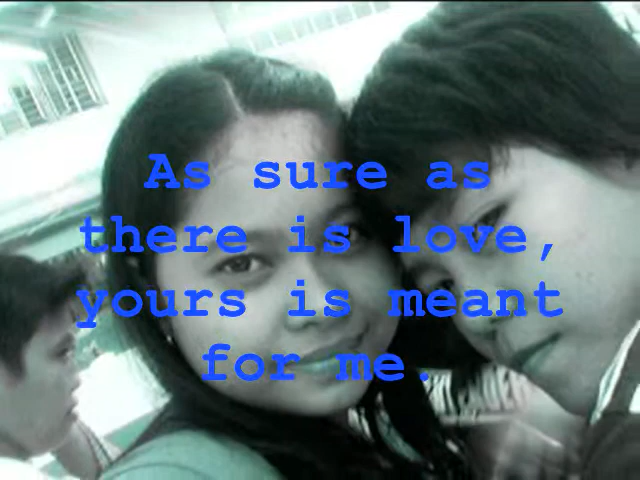 As sure as
there is love,
yours is meant
for me.